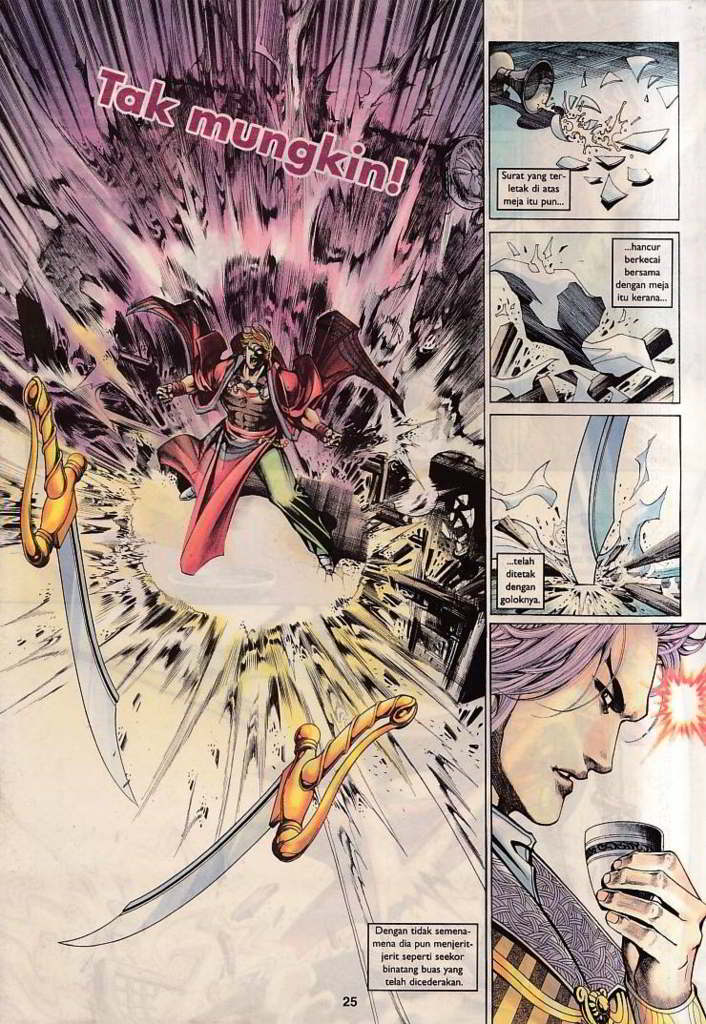 Tak mungkin!
Surat yang ter-
letak di atas
meja itu pun...
...hancur
berkecai
bersama
dengan meja
itu kerana...
...telah
ditetak
dengan
goloknya.
Dengan tidak semena-
mena dia pun menjerit-
jerit seperti seekor
binatang buas yang
telah dicederakan.
25